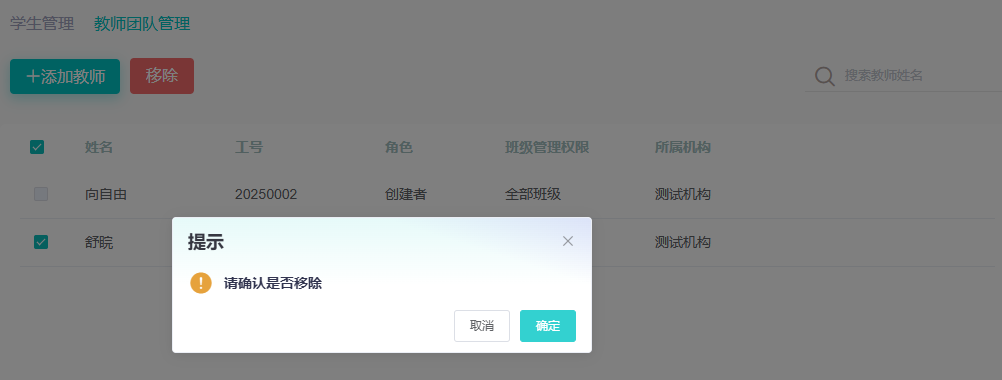 学生管理 教师团队管理
+添加教师 移除 搜索教师姓名
姓名 工号 角色 班级管理权限 所属机构
向自由 20250002 创建者 全部班级 测试机构
舒皖 测试机构
提示
请确认是否移除
取消 确定